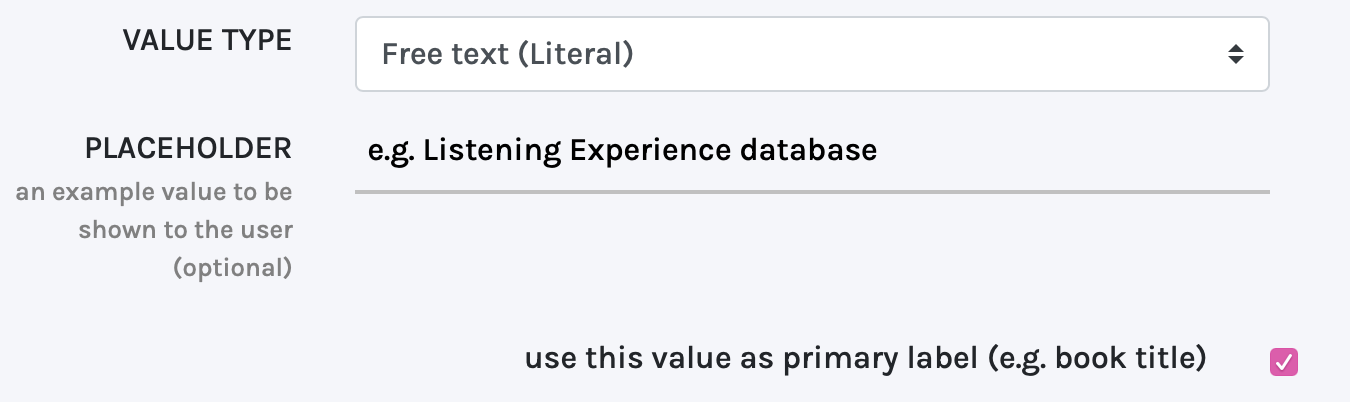 VALUE TYPE
Free text (Literal)
PLACEHOLDER
e.g. Listening Experience database
an example value to be
shown to the user
(optional)
use this value as primary label (e.g. book title)